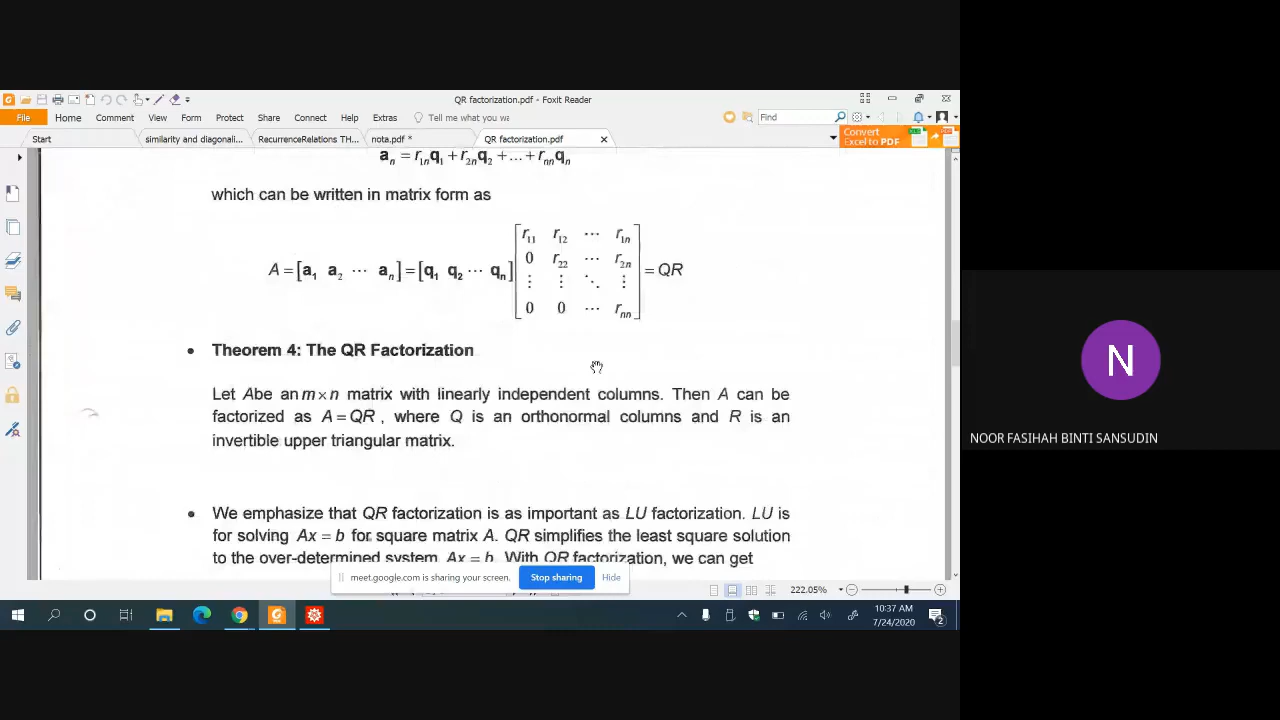 QR factorization.pdf - Foxit Reader
File Home Comment View Form Protect Share Connect Help Extras Tell me what you wa Find
Convert
Excel to PDF
Start similarity and diagonali... RecurrenceRelations TH... nota.pdf * QR factorization.pdf
aₙ = r₁ₙq₁ + r₂ₙq₂ + ... + rₙₙqₙ
which can be written in matrix form as
r₁₁ r₁₂ ⋯ r₁ₙ
0 r₂₂ ⋯ r₂ₙ
A = [a₁ a₂ ⋯ aₙ] = [q₁ q₂ ⋯ qₙ] = QR
⋮ ⋮ ⋱ ⋮
0 0 ⋯ rₙₙ
• Theorem 4: The QR Factorization
Let Abe an m × n matrix with linearly independent columns. Then A can be
factorized as A = QR , where Q is an orthonormal columns and R is an
invertible upper triangular matrix.
• We emphasize that QR factorization is as important as LU factorization. LU is
for solving Ax = b for square matrix A. QR simplifies the least square solution
to the over-determined system Ax = b. With QR factorization, we can get
meet.google.com is sharing your screen. Stop sharing Hide
222.05%
10:37 AM
7/24/2020
2
N
NOOR FASIHAH BINTI SANSUDIN